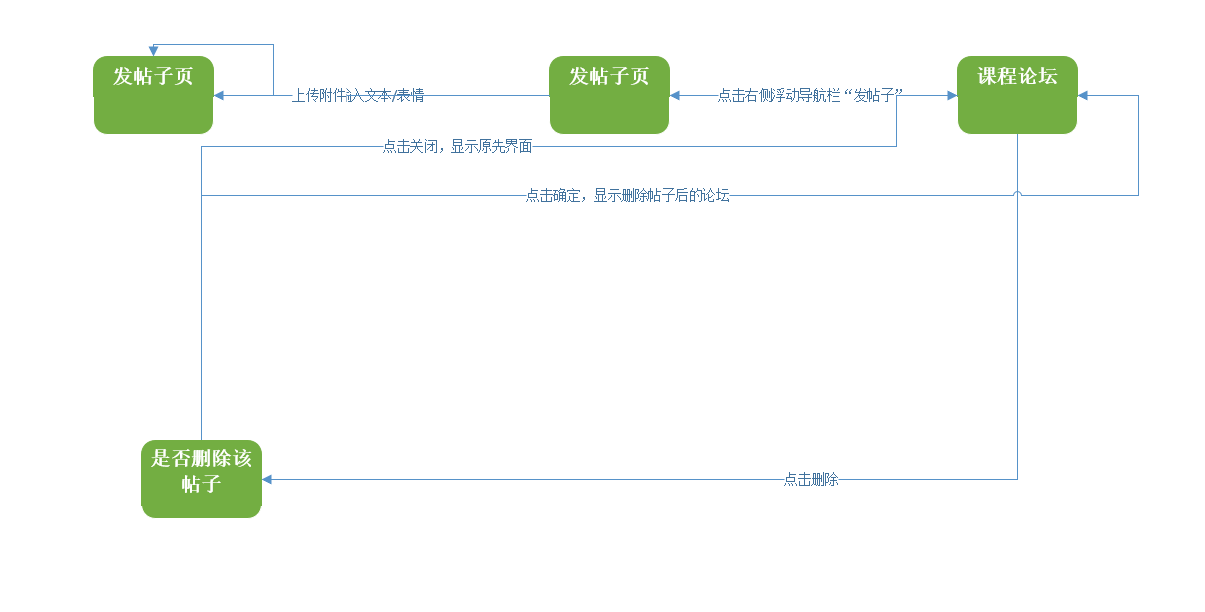 发帖子页
发帖子页
课程论坛
上传附件
入文本/表情
点击右侧浮动导航栏“发帖子”
点击关闭，显示原先界面
点击确定，显示删除帖子后的论坛
是否删除该
帖子
点击删除